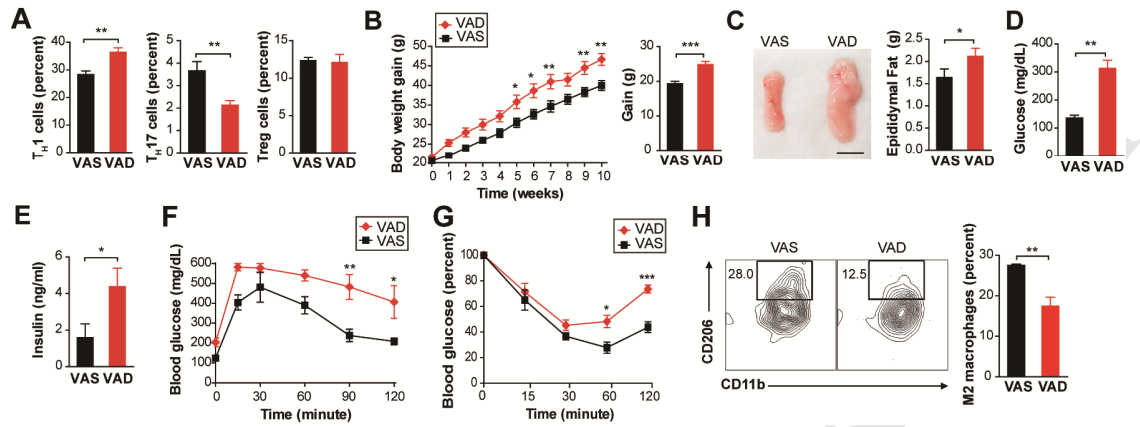 A
**
T_H1 cells (percent)
40
30
20
10
0
VAS VAD
**
T_H17 cells (percent)
5
4
3
2
1
0
VAS VAD
Treg cells (percent)
15
10
5
0
VAS VAD
B
VAD
VAS
Body weight gain (g)
50
45
40
35
30
25
20
* * ** ** **
0 1 2 3 4 5 6 7 8 9 10
Time (weeks)
***
Gain (g)
40
30
20
10
0
VAS VAD
C
VAS VAD
*
Epididymal Fat (g)
2.5
2.0
1.5
1.0
0.5
0.0
VAS VAD
D
**
Glucose (mg/dL)
400
300
200
100
0
VAS VAD
E
*
Insulin (ng/ml)
6
4
2
0
VAS VAD
F
VAD
VAS
Blood glucose (mg/dL)
600
500
400
300
200
100
0
** *
0 30 60 90 120
Time (minute)
G
VAD
VAS
Blood glucose (percent)
100
80
60
40
20
0
* ***
0 15 30 60 120
Time (minute)
H
VAS VAD
28.0 12.5
CD206
CD11b
**
M2 macrophages (percent)
30
20
10
0
VAS VAD